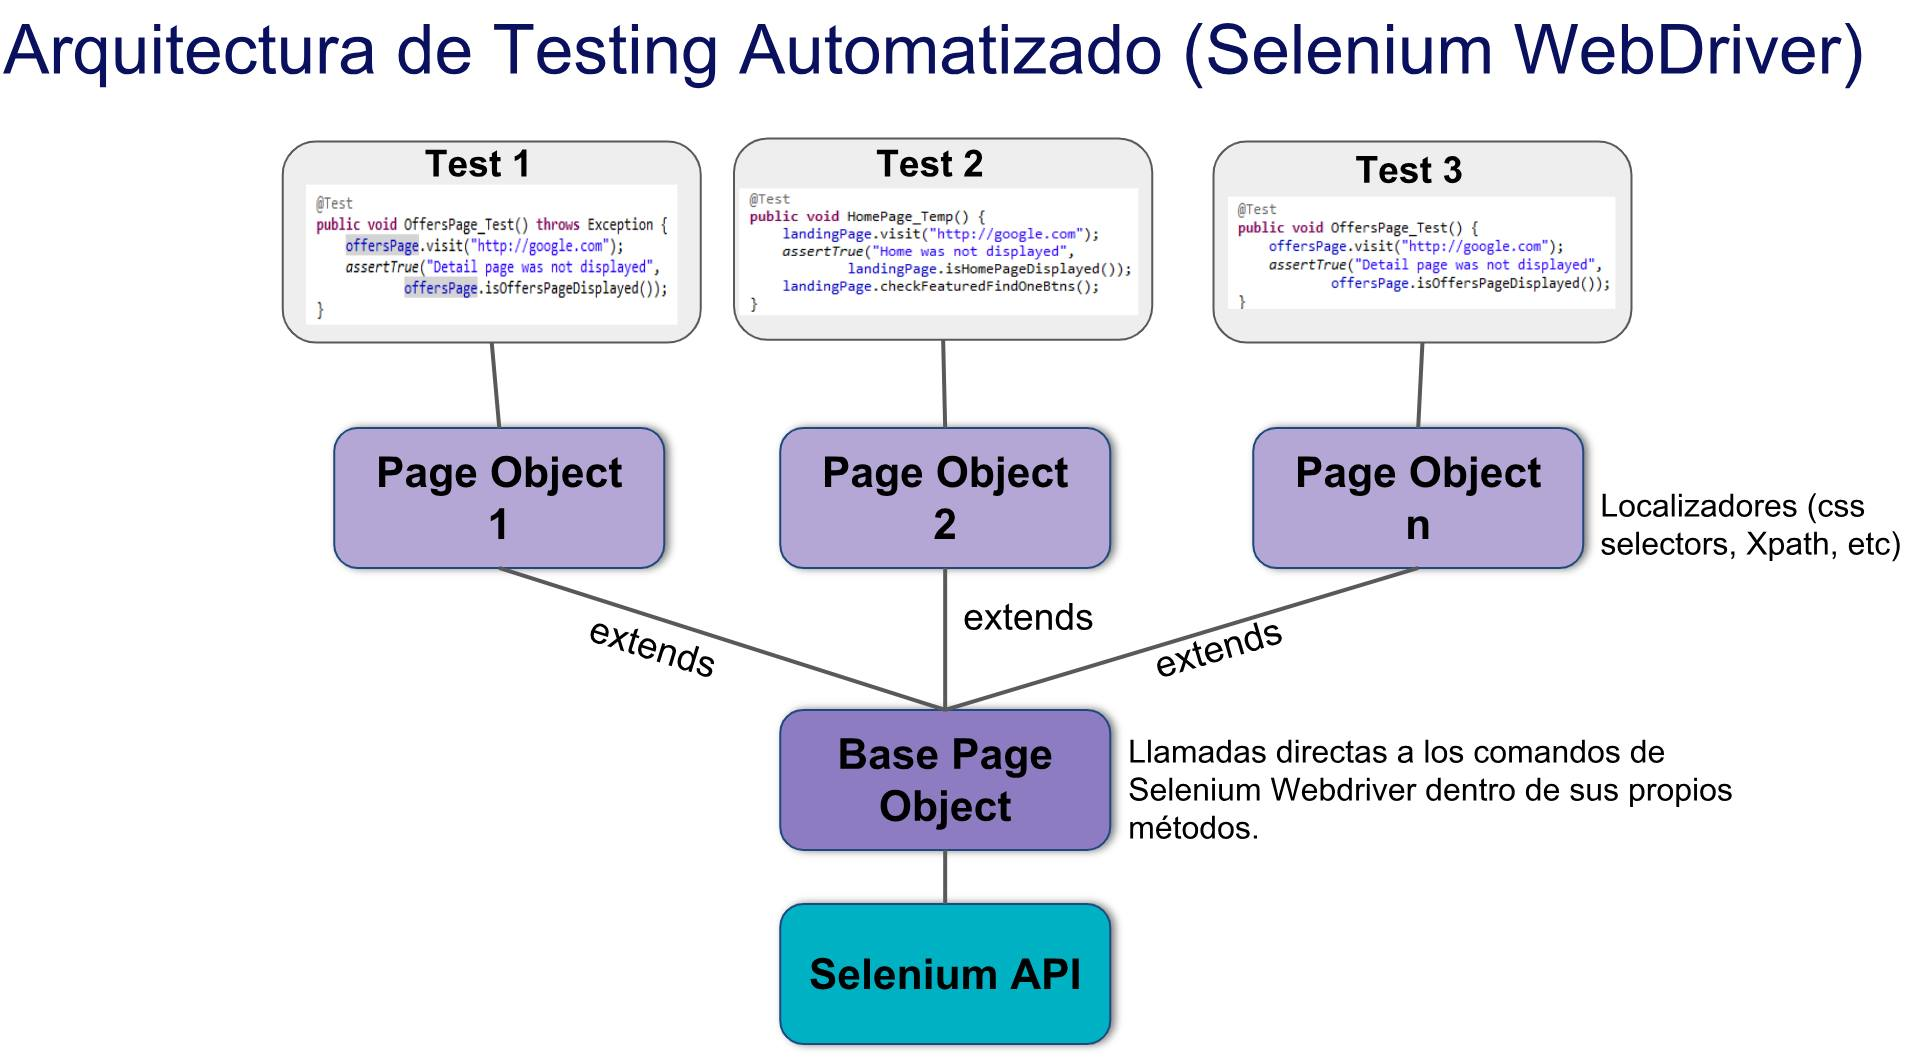 Arquitectura de Testing Automatizado (Selenium WebDriver)
Test 1
@Test
public void OffersPage_Test() throws Exception {
offersPage.visit("http://google.com");
assertTrue("Detail page was not displayed",
offersPage.isOffersPageDisplayed());
}
Test 2
@Test
public void HomePage_Temp() {
landingPage.visit("http://google.com");
assertTrue("Home was not displayed",
landingPage.isHomePageDisplayed());
landingPage.checkFeaturedFindOneBtns();
}
Test 3
@Test
public void OffersPage_Test() {
offersPage.visit("http://google.com");
assertTrue("Detail page was not displayed",
offersPage.isOffersPageDisplayed());
}
Page Object
1
Page Object
2
Page Object
n
Localizadores (css
selectors, Xpath, etc)
extends
extends
extends
Base Page
Object
Llamadas directas a los comandos de
Selenium Webdriver dentro de sus propios
métodos.
Selenium API